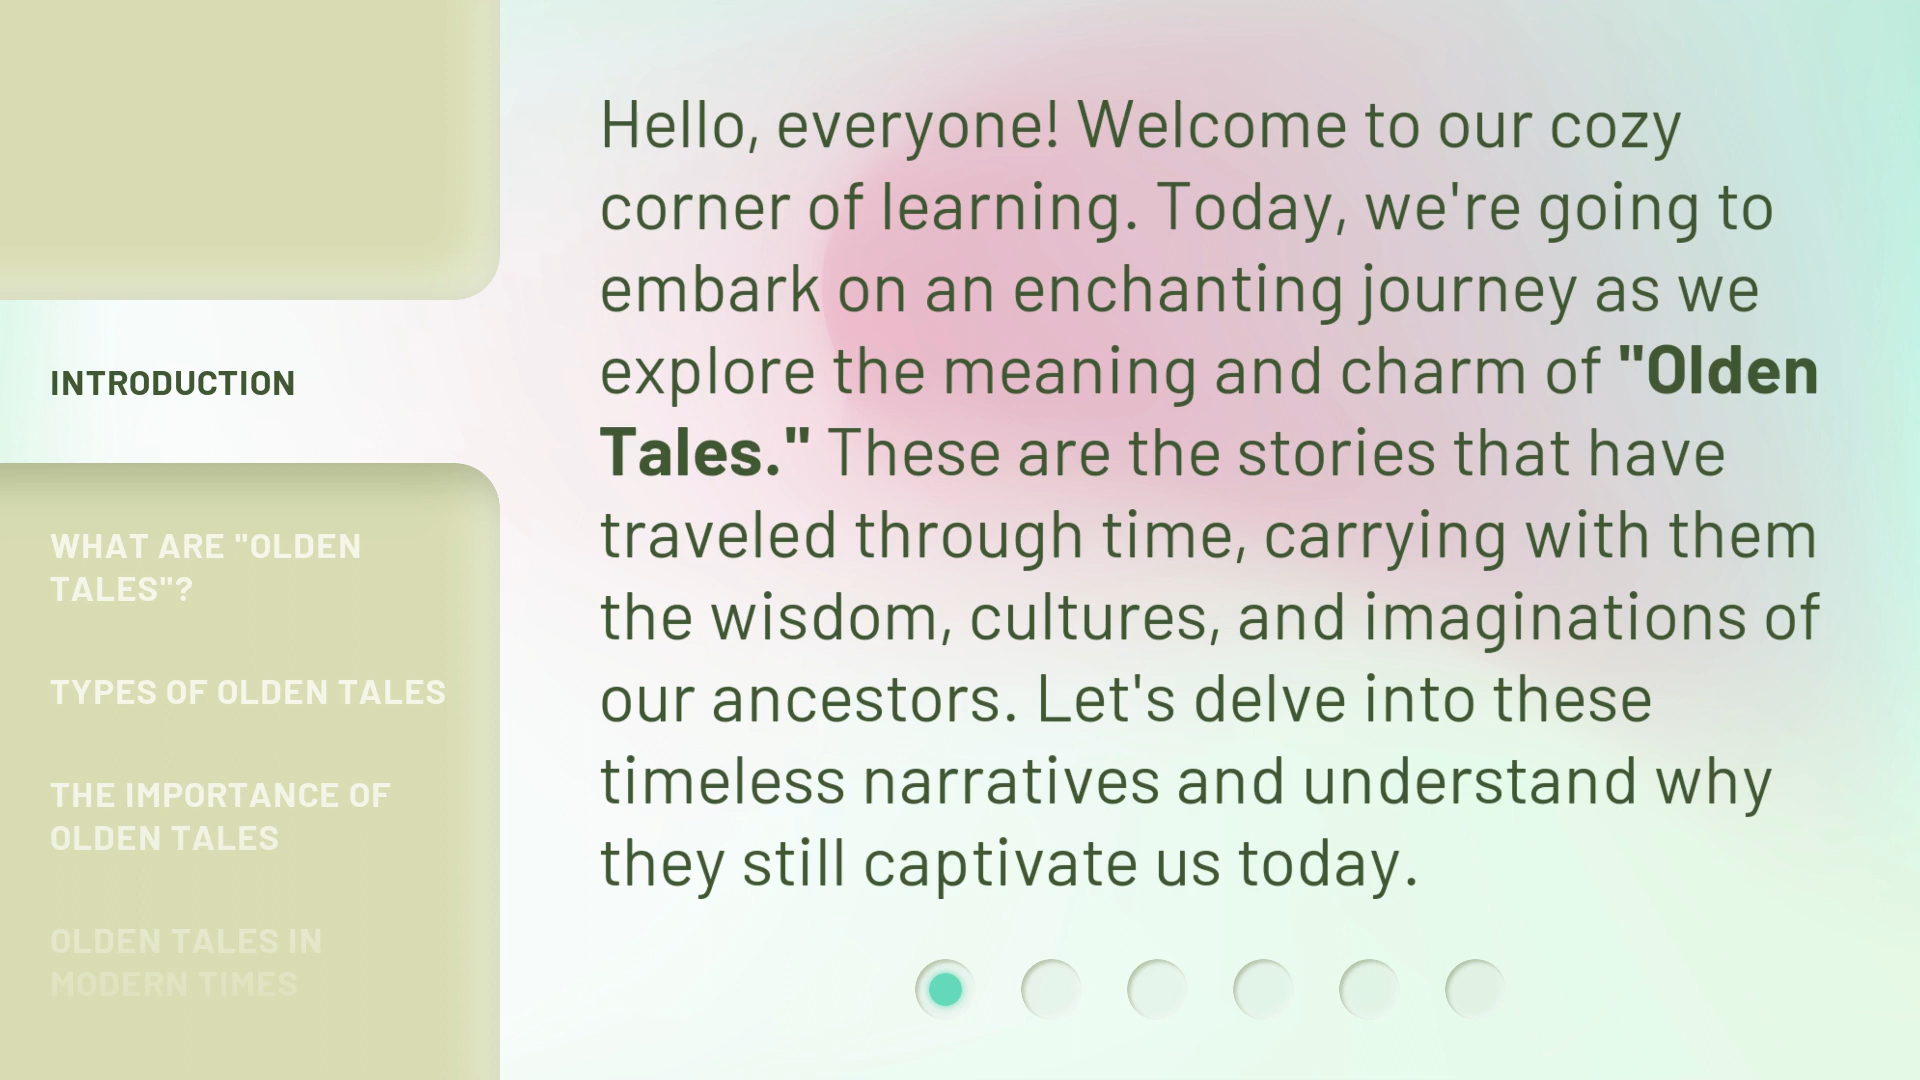 INTRODUCTION
WHAT ARE "OLDEN
TALES"?
TYPES OF OLDEN TALES
THE IMPORTANCE OF
OLDEN TALES
OLDEN TALES IN
MODERN TIMES
Hello, everyone! Welcome to our cozy
corner of learning. Today, we're going to
embark on an enchanting journey as we
explore the meaning and charm of "Olden
Tales." These are the stories that have
traveled through time, carrying with them
the wisdom, cultures, and imaginations of
our ancestors. Let's delve into these
timeless narratives and understand why
they still captivate us today.